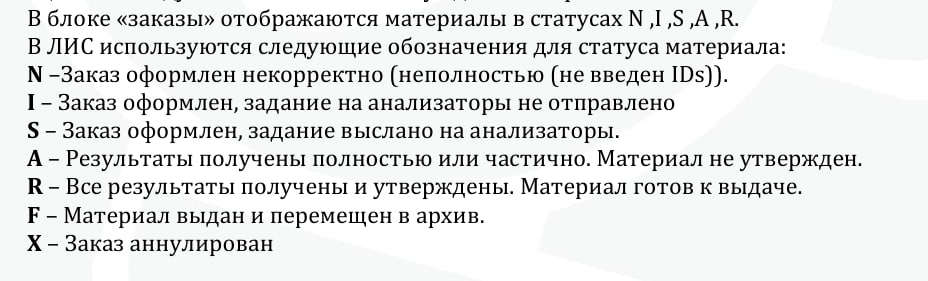 В блоке «заказы» отображаются материалы в статусах N ,I ,S ,A ,R.
В ЛИС используются следующие обозначения для статуса материала:
N –Заказ оформлен некорректно (неполностью (не введен IDs)).
I – Заказ оформлен, задание на анализаторы не отправлено
S – Заказ оформлен, задание выслано на анализаторы.
A – Результаты получены полностью или частично. Материал не утвержден.
R – Все результаты получены и утверждены. Материал готов к выдаче.
F – Материал выдан и перемещен в архив.
X – Заказ аннулирован